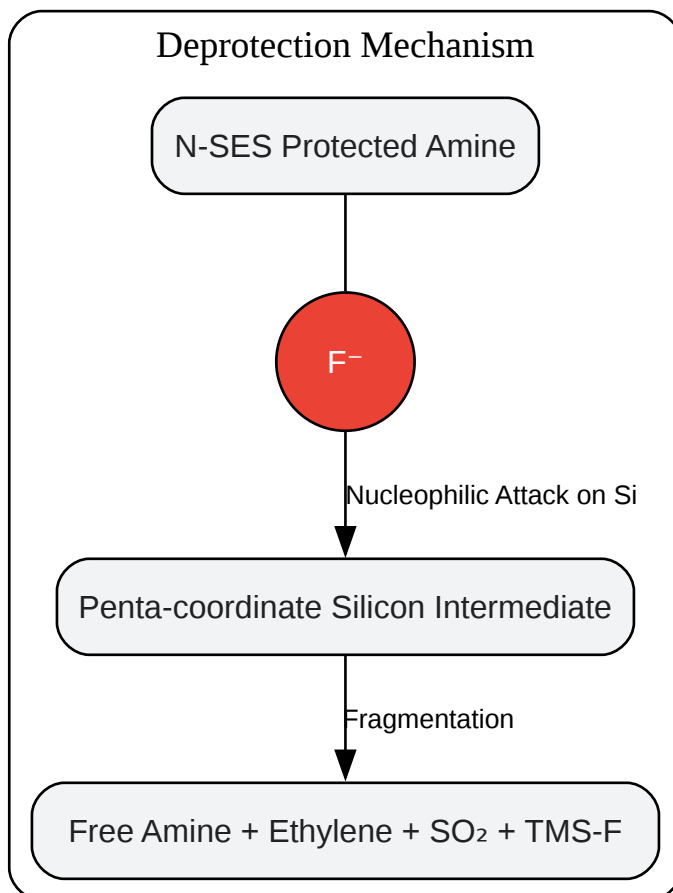 Deprotection Mechanism
N-SES Protected Amine
F⁻
Nucleophilic Attack on Si
Penta-coordinate Silicon Intermediate
Fragmentation
Free Amine + Ethylene + SO₂ + TMS-F